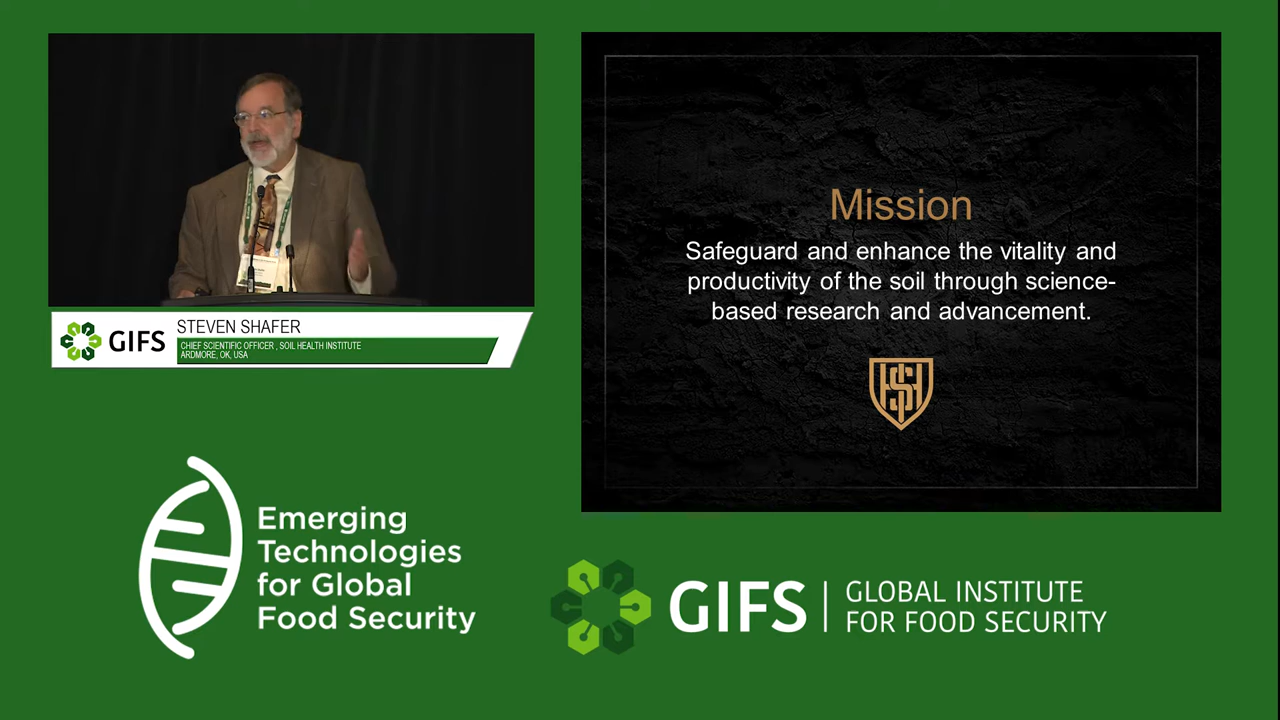 GIFS
STEVEN SHAFER
CHIEF SCIENTIFIC OFFICER , SOIL HEALTH INSTITUTE
ARDMORE, OK, USA
Mission
Safeguard and enhance the vitality and
productivity of the soil through science-
based research and advancement.
Emerging
Technologies
for Global
Food Security
GIFS
GLOBAL INSTITUTE
FOR FOOD SECURITY